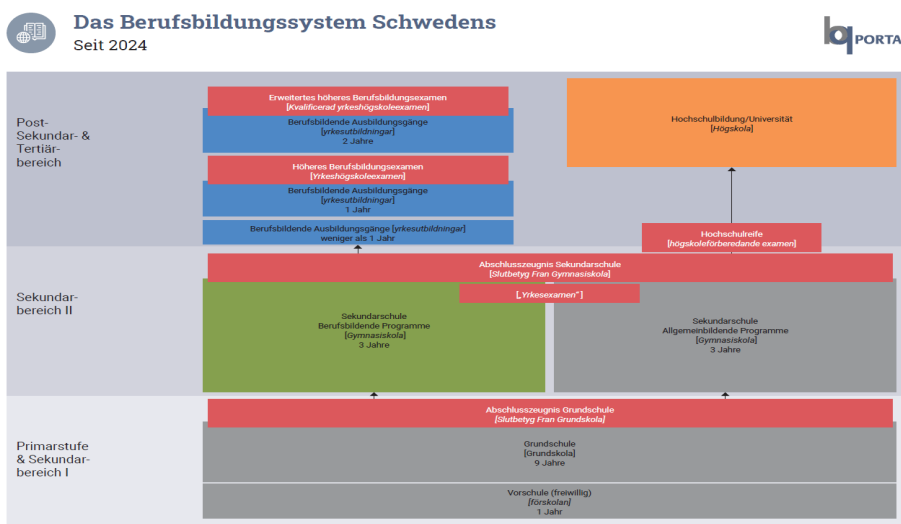 Das Berufsbildungssystem Schwedens
Seit 2024
bq PORTA
Post-
Sekundar- &
Tertiär-
bereich
Erweitertes höheres Berufsbildungsexamen
[Kvalificerad yrkeshögskoleexamen]
Berufsbildende Ausbildungsgänge
[yrkesutbildningar]
2 Jahre
Höheres Berufsbildungsexamen
[Yrkeshögskoleexamen]
Berufsbildende Ausbildungsgänge
[yrkesutbildningar]
1 Jahr
Berufsbildende Ausbildungsgänge [yrkesutbildningar]
weniger als 1 Jahr
Hochschulbildung/Universität
[Högskola]
Hochschulreife
[högskoleförberedande examen]
Sekundar-
bereich II
Abschlusszeugnis Sekundarschule
[Slutbetyg Fran Gymnasiskola]
[„Yrkesexamen“ ]
Sekundarschule
Berufsbildende Programme
[Gymnasiskola]
3 Jahre
Sekundarschule
Allgemeinbildende Programme
[Gymnasiskola]
3 Jahre
Primarstufe
& Sekundar-
bereich I
Abschlusszeugnis Grundschule
[Slutbetyg Fran Grundskola]
Grundschule
[Grundskola]
9 Jahre
Vorschule (freiwillig)
[förskolan]
1 Jahr